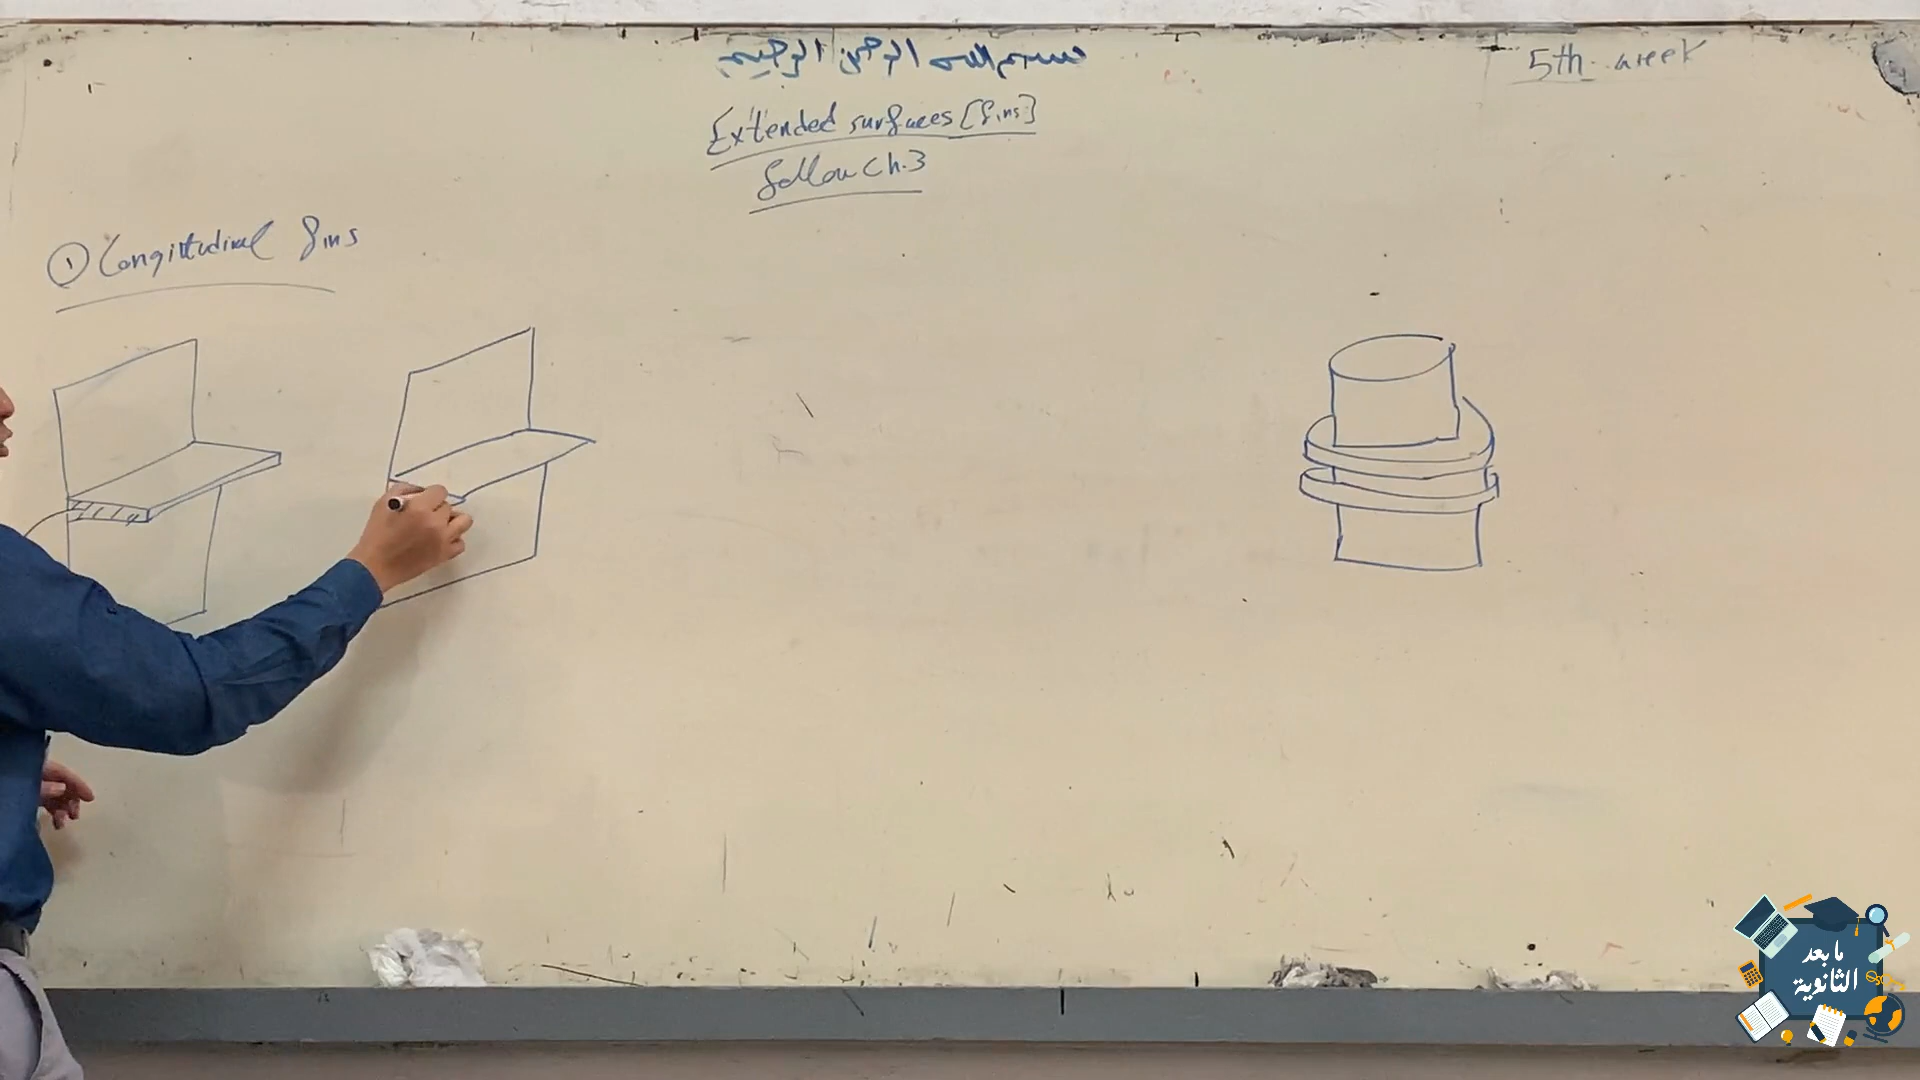 بسم الله الرحمن الرحيم
5th week
Extended surfaces [fins]
follow Ch.3
① Longitudinal fins
ما بعد
الثانوية